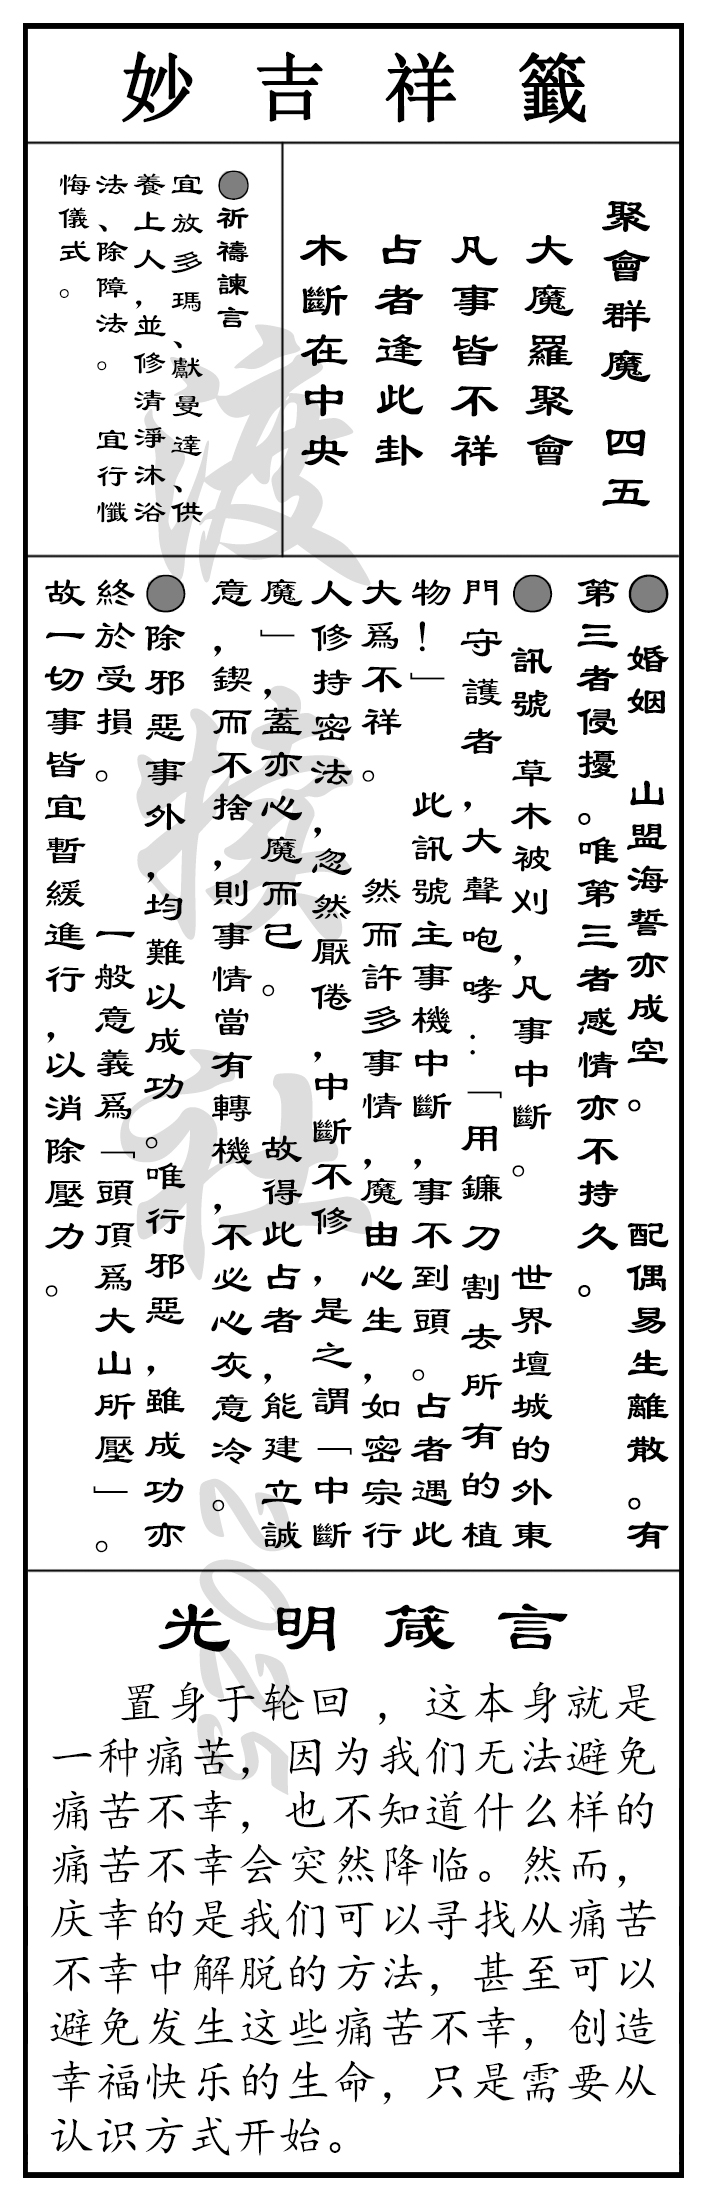 妙吉祥籤
聚會群魔 四五
大魔羅聚會
凡事皆不祥
占者逢此卦
木斷在中央
●祈禱諫言
宜放多瑪、獻曼達、供
養上人，並修清淨沐浴
法、除障法。 宜行懺
悔儀式。
● 婚姻 山盟海誓亦成空。 配偶易生離散。有
第三者侵擾。唯第三者感情亦不持久。
● 訊號 草木被刈，凡事中斷。 世界壇城的外東
門守護者，大聲咆哮：「用鐮刀割去所有的植
物！」 此訊號主事機中斷，事不到頭。占者遇此
大爲不祥。 然而許多事情，魔由心生，如密宗行
人修持密法，忽然厭倦，中斷不修，是之謂「中斷
魔」，蓋亦心魔而已。 故得此占者，能建立誠
意，鍥而不捨，則事情當有轉機，不必心灰意冷。
●除邪惡事外，均難以成功。唯行邪惡，雖成功亦
終於受損。 一般意義爲「頭頂爲大山所壓」。
故一切事皆宜暫緩進行，以消除壓力。
光明箴言
置身于轮回，这本身就是
一种痛苦，因为我们无法避免
痛苦不幸，也不知道什么样的
痛苦不幸会突然降临。然而，
庆幸的是我们可以寻找从痛苦
不幸中解脱的方法，甚至可以
避免发生这些痛苦不幸，创造
幸福快乐的生命，只是需要从
认识方式开始。
渡犊社 2025